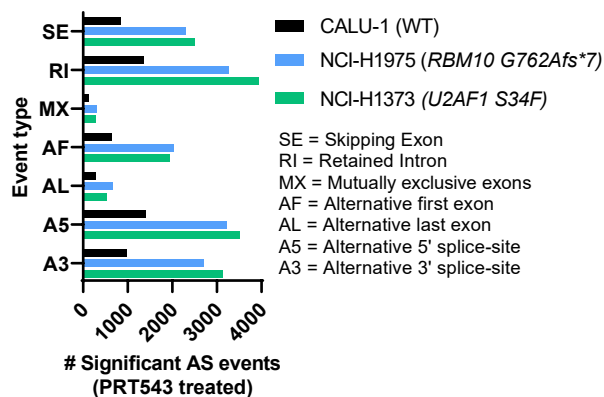 Event type
SE
RI
MX
AF
AL
A5
A3
0
1000
2000
3000
4000
# Significant AS events
(PRT543 treated)
CALU-1 (WT)
NCI-H1975 (RBM10 G762Afs*7)
NCI-H1373 (U2AF1 S34F)
SE = Skipping Exon
RI = Retained Intron
MX = Mutually exclusive exons
AF = Alternative first exon
AL = Alternative last exon
A5 = Alternative 5' splice-site
A3 = Alternative 3' splice-site